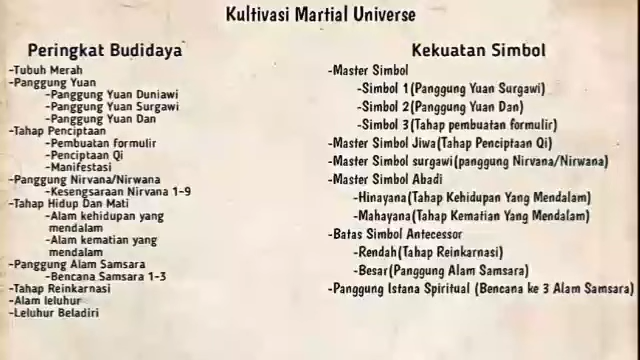 Kultivasi Martial Universe
Peringkat Budidaya
-Tubuh Merah
-Panggung Yuan
-Panggung Yuan Duniawi
-Panggung Yuan Surgawi
-Panggung Yuan Dan
-Tahap Penciptaan
-Pembuatan formulir
-Penciptaan Qi
-Manifestasi
-Panggung Nirvana/Nirwana
-Kesengsaraan Nirvana 1-9
-Tahap Hidup Dan Mati
-Alam kehidupan yang
mendalam
-Alam kematian yang
mendalam
-Panggung Alam Samsara
-Bencana Samsara 1-3
-Tahap Reinkarnasi
-Alam leluhur
-Leluhur Beladiri
Kekuatan Simbol
-Master Simbol
-Simbol 1(Panggung Yuan Surgawi)
-Simbol 2(Panggung Yuan Dan)
-Simbol 3(Tahap pembuatan formulir)
-Master Simbol Jiwa(Tahap Penciptaan Qi)
-Master Simbol surgawi(panggung Nirvana/Nirwana)
-Master Simbol Abadi
-Hinayana(Tahap Kehidupan Yang Mendalam)
-Mahayana(Tahap Kematian Yang Mendalam)
-Batas Simbol Antecessor
-Rendah(Tahap Reinkarnasi)
-Besar(Panggung Alam Samsara)
-Panggung Istana Spiritual (Bencana ke 3 Alam Samsara)